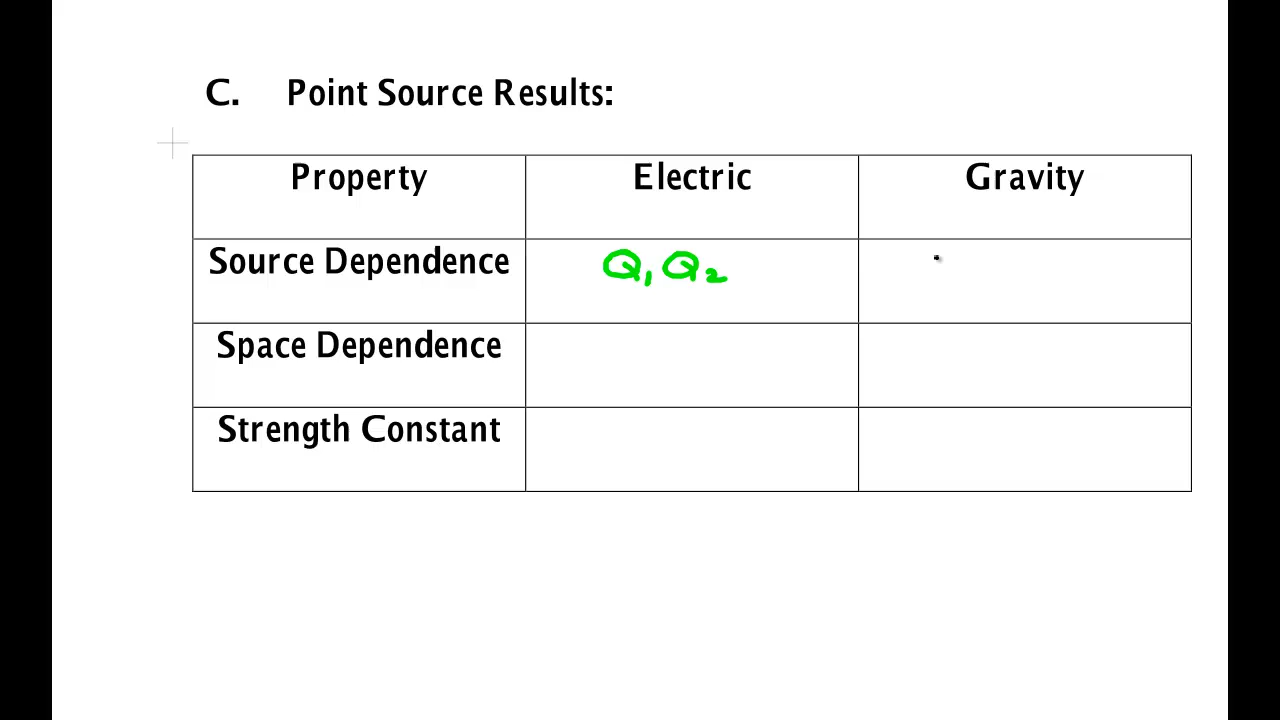 C. Point Source Results:
Property Electric Gravity
Source Dependence Q₁ Q₂
Space Dependence
Strength Constant